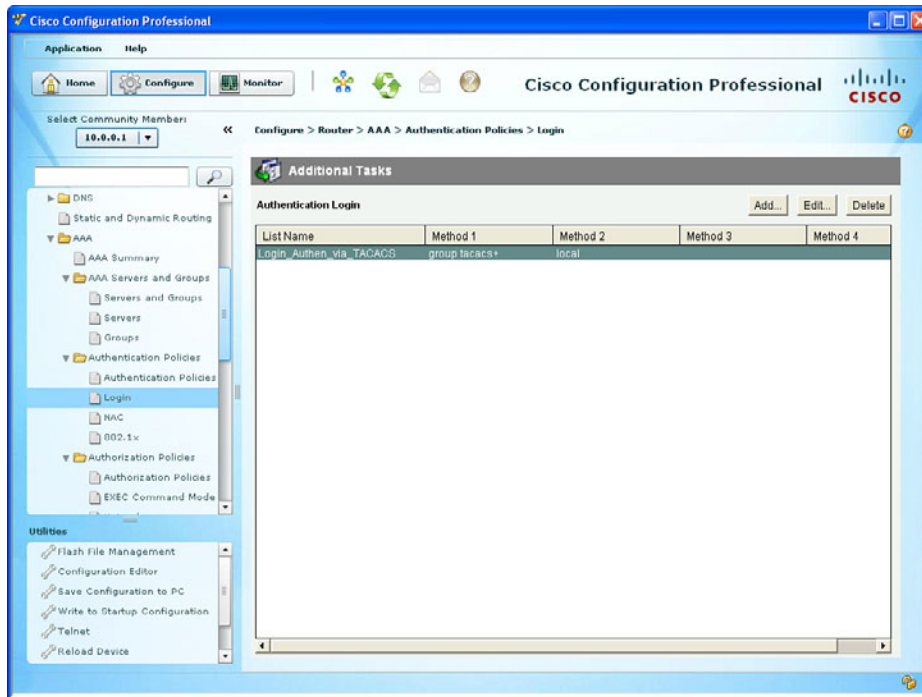 Cisco Configuration Professional
Application Help
Home Configure Monitor Cisco Configuration Professional
CISCO
Select Community Member:
10.0.0.1
Configure > Router > AAA > Authentication Policies > Login
Additional Tasks
Authentication Login
Add... Edit... Delete
List Name Method 1 Method 2 Method 3 Method 4
Login_Authen_via_TACACS group tacacs+ local
DNS
Static and Dynamic Routing
AAA
AAA Summary
AAA Servers and Groups
Servers and Groups
Servers
Groups
Authentication Policies
Authentication Policies
Login
NAC
802.1x
Authorization Policies
Authorization Policies
EXEC Command Mode
Utilities
Flash File Management
Configuration Editor
Save Configuration to PC
Write to Startup Configuration
Telnet
Reload Device